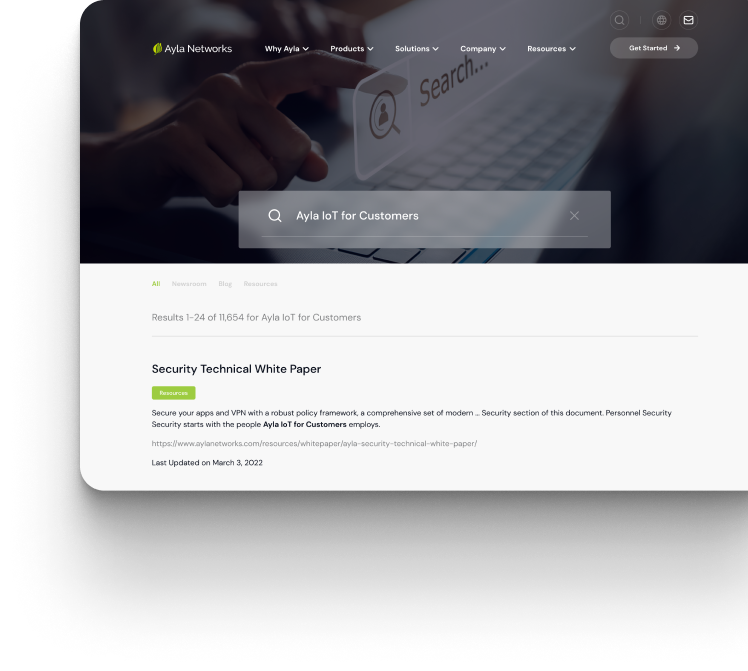 Ayla Networks
Why Ayla
Products
Solutions
Company
Resources
Get Started
Search...
Ayla IoT for Customers
All
Newsroom
Blog
Resources
Results 1-24 of 11,654 for Ayla IoT for Customers
Security Technical White Paper
Resources
Secure your apps and VPN with a robust policy framework, a comprehensive set of modern ... Security section of this document. Personnel Security
Security starts with the people Ayla IoT for Customers employs.
https://www.aylanetworks.com/resources/whitepaper/ayla-security-technical-white-paper/
Last Updated on March 3, 2022